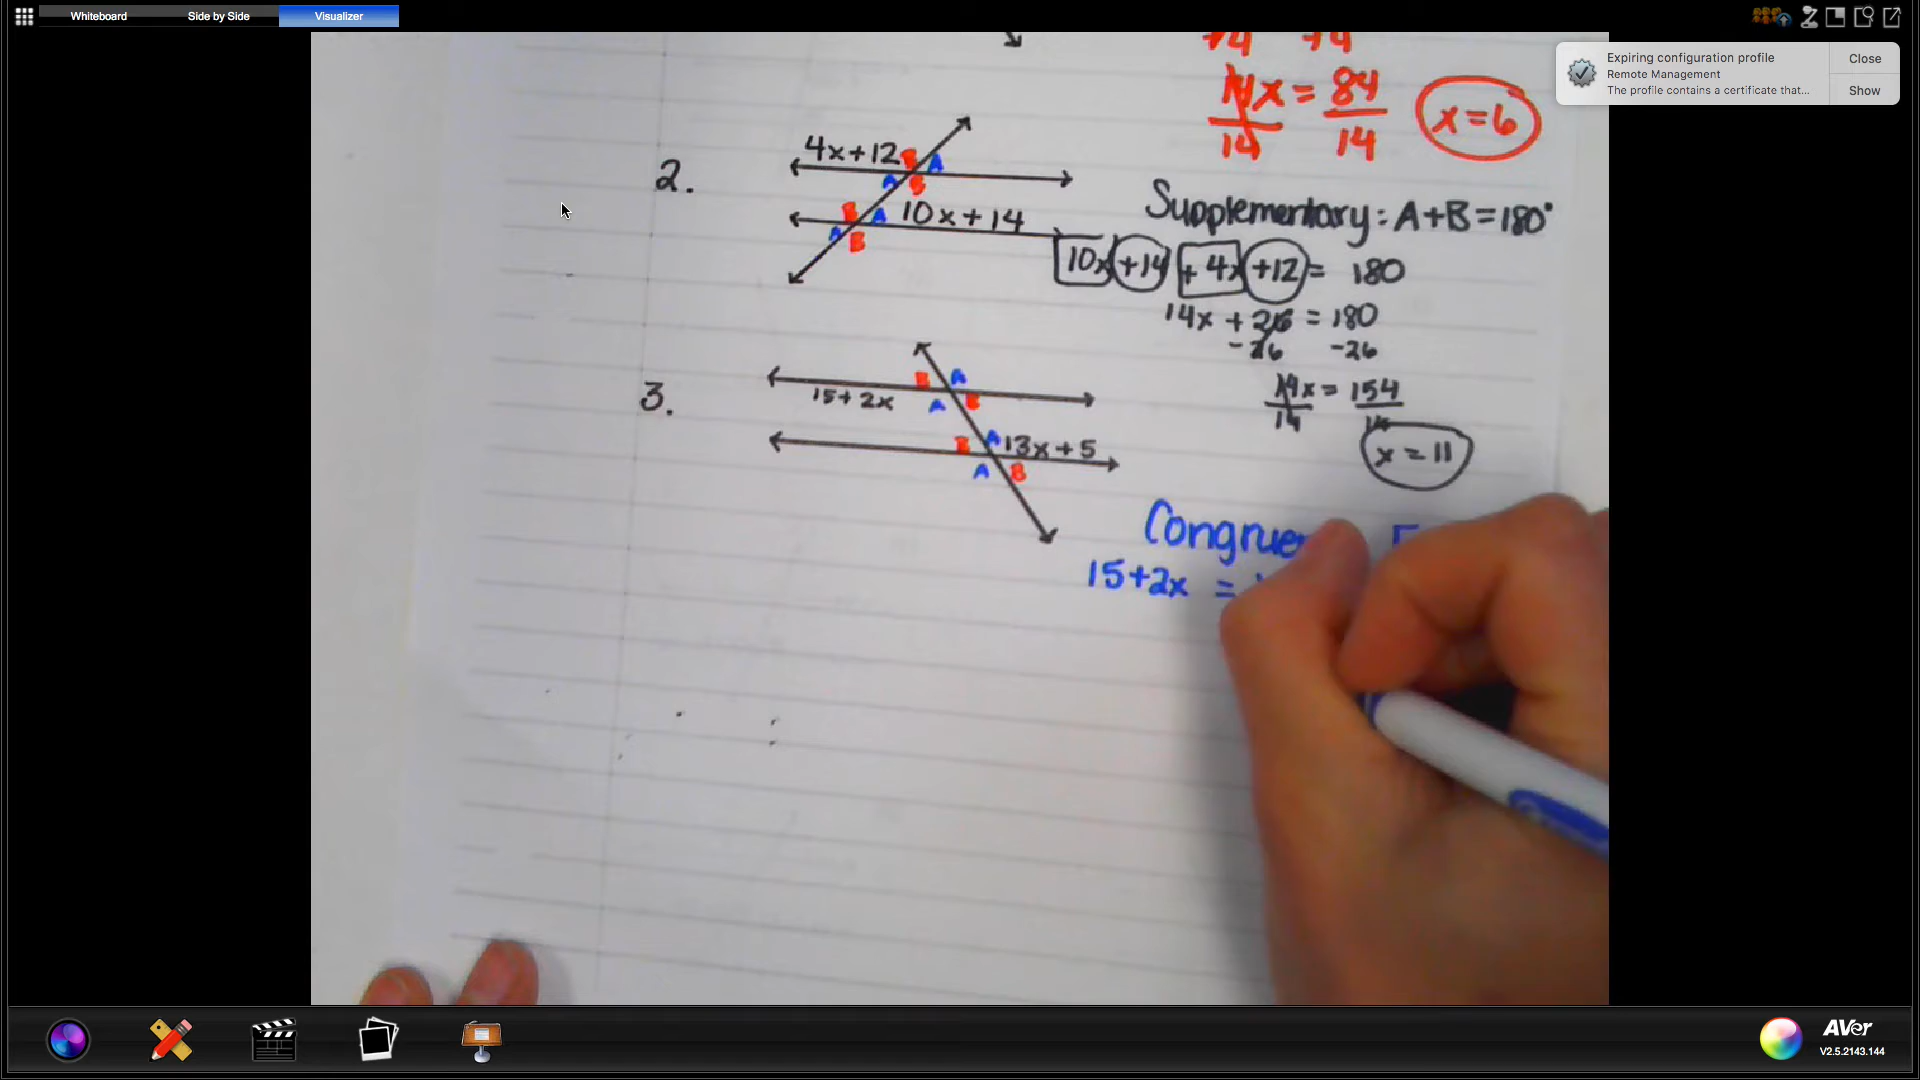 Whiteboard
Side by Side
Visualizer
Expiring configuration profile
Remote Management
The profile contains a certificate that...
Close
Show
+4 +4
14x = 84
14 14
x=6
2.
4x+12 B A
A B
B A 10x+14
A B
Supplementary: A+B=180°
10x +14 + 4x +12 = 180
14x + 26 = 180
-26 -26
14x = 154
14 14
x = 11
3.
B A
15+2x A B
B A 13x+5
A B
15+2x =
AVer
V2.5.2143.144